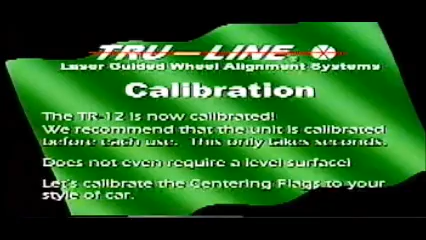 TRU-LINE
Laser Guided Wheel Alignment Systems
Calibration
The TR-12 is now calibrated!
We recommend that the unit is calibrated
before each use. This only takes seconds.
Does not even require a level surface!
Let's calibrate the Centering Flags to your
style of car.